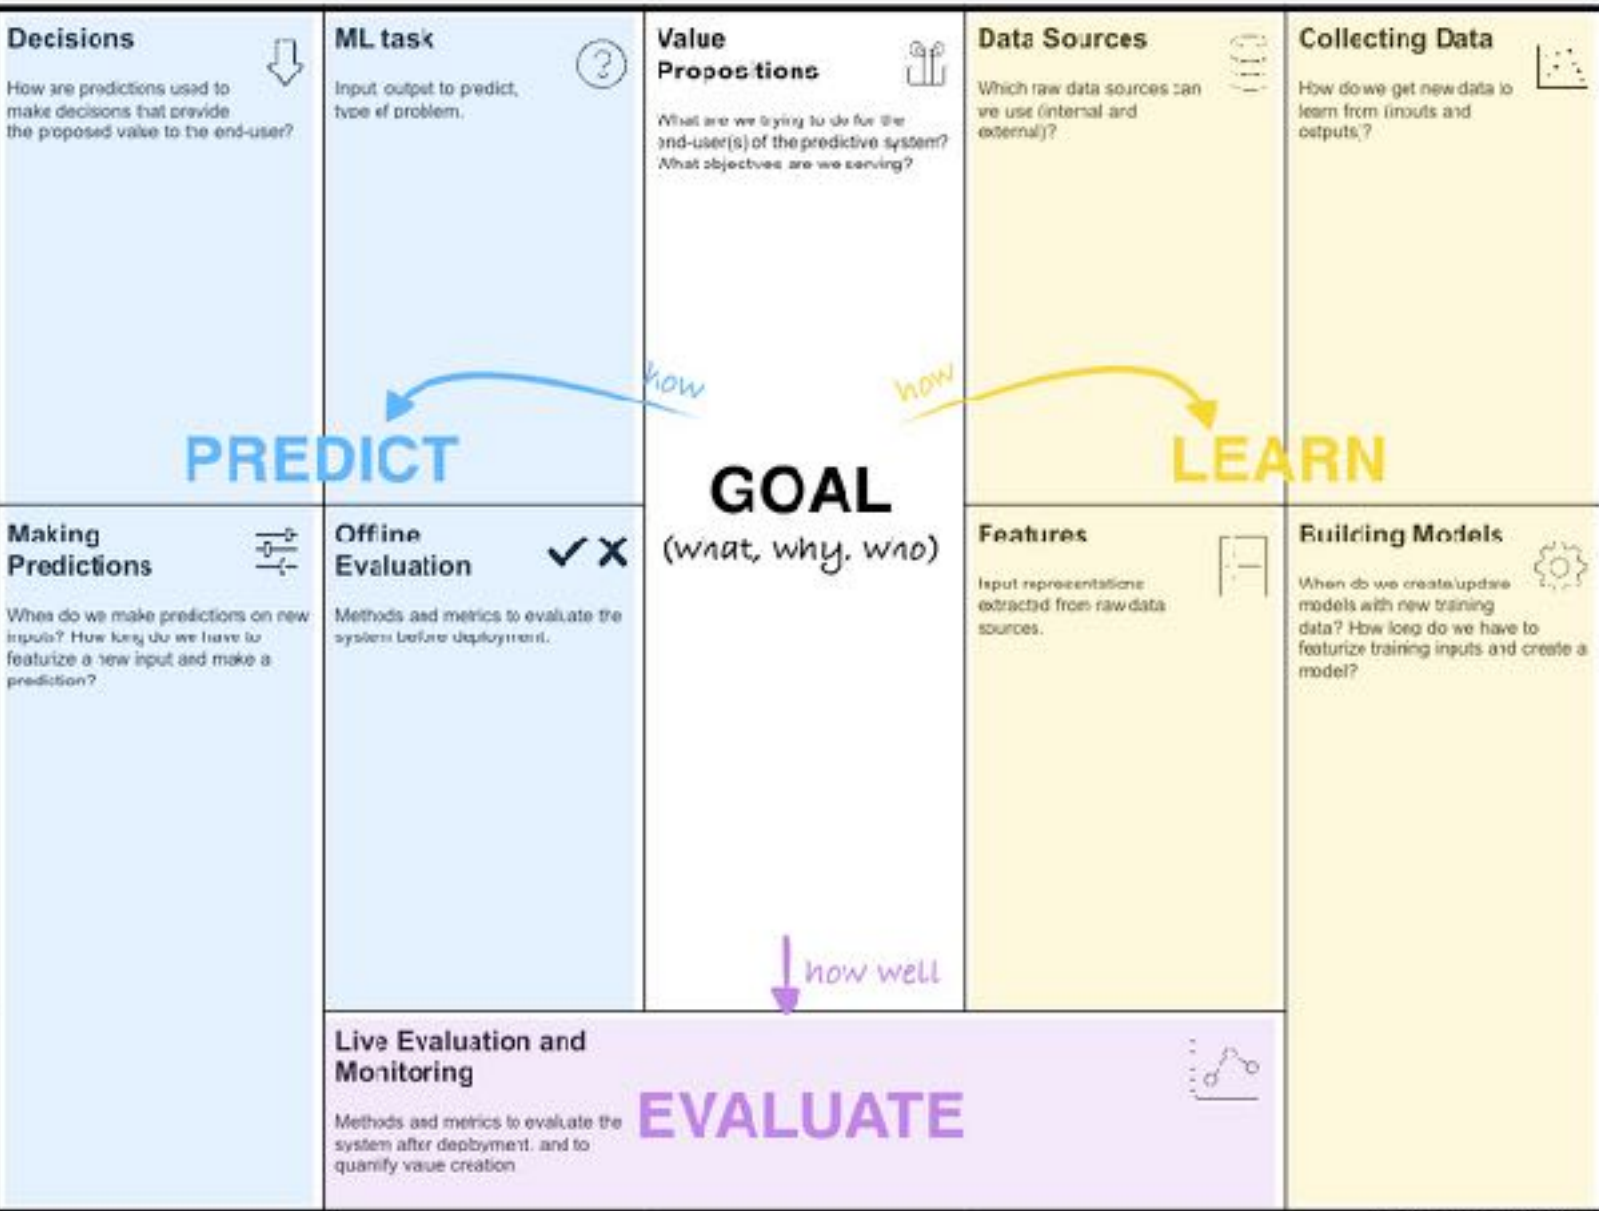 Decisions
How are predictions used to
make decisions that provide
the proposed value to the end-user?
ML task
Input, output to predict,
type of problem.
Value
Propositions
What are we trying to do for the
end-user(s) of the predictive system?
What objectives are we serving?
Data Sources
Which raw data sources can
we use (internal and
external)?
Collecting Data
How do we get new data to
learn from (inputs and
outputs)?
how
how
PREDICT
LEARN
GOAL
(what, why, who)
Making
Predictions
When do we make predictions on new
inputs? How long do we have to
featurize a new input and make a
prediction?
Offline
Evaluation
Methods and metrics to evaluate the
system before deployment.
Features
Input representations
extracted from raw data
sources.
Building Models
When do we create/update
models with new training
data? How long do we have to
featurize training inputs and create a
model?
how well
Live Evaluation and
Monitoring
Methods and metrics to evaluate the
system after deployment, and to
quantify value creation
EVALUATE